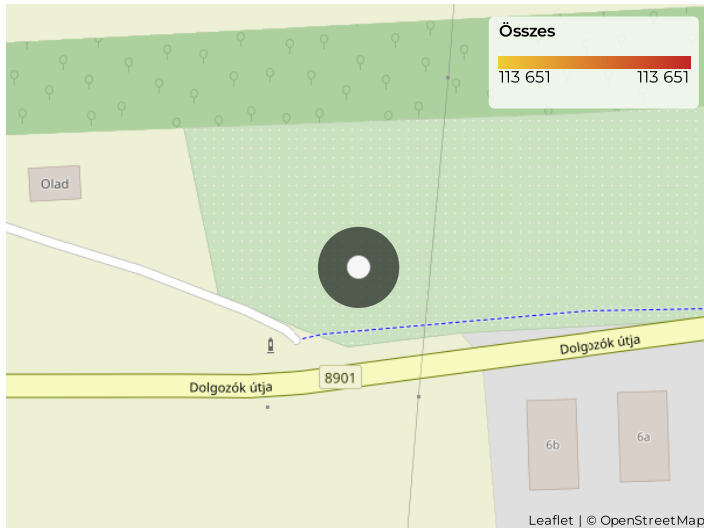 Összes
113 651
113 651
Olad
Dolgozók útja
8901
Dolgozók útja
6b
6a
Leaflet | © OpenStreetMap